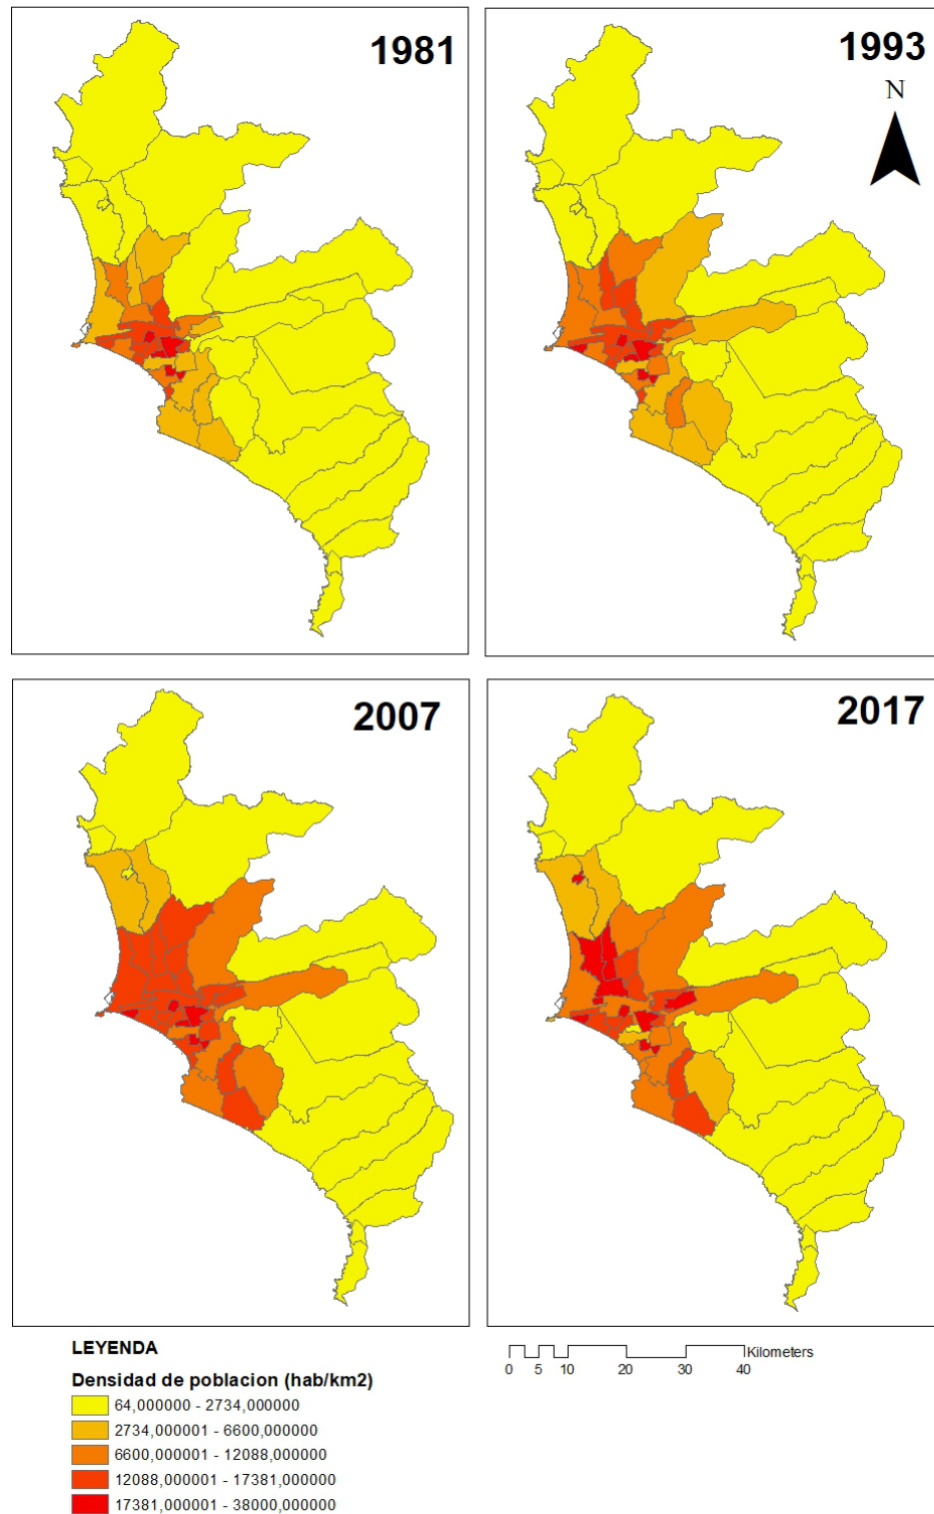 1981
1993
N
2007
2017
LEYENDA
Densidad de poblacion (hab/km2)
64,000000 - 2734,000000
2734,000001 - 6600,000000
6600,000001 - 12088,000000
12088,000001 - 17381,000000
17381,000001 - 38000,000000
Kilometers
0 5 10 20 30 40